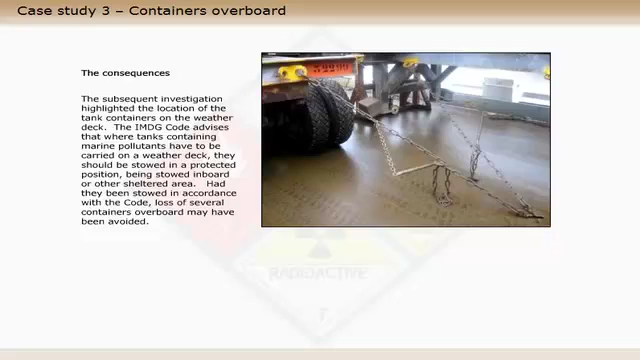 Case study 3 – Containers overboard
The consequences
The subsequent investigation
highlighted the location of the
tank containers on the weather
deck.  The IMDG Code advises
that where tanks containing
marine pollutants have to be
carried on a weather deck, they
should be stowed in a protected
position, being stowed inboard
or other sheltered area.   Had
they been stowed in accordance
with the Code, loss of several
containers overboard may have
been avoided.
RADIOACTIVE
7